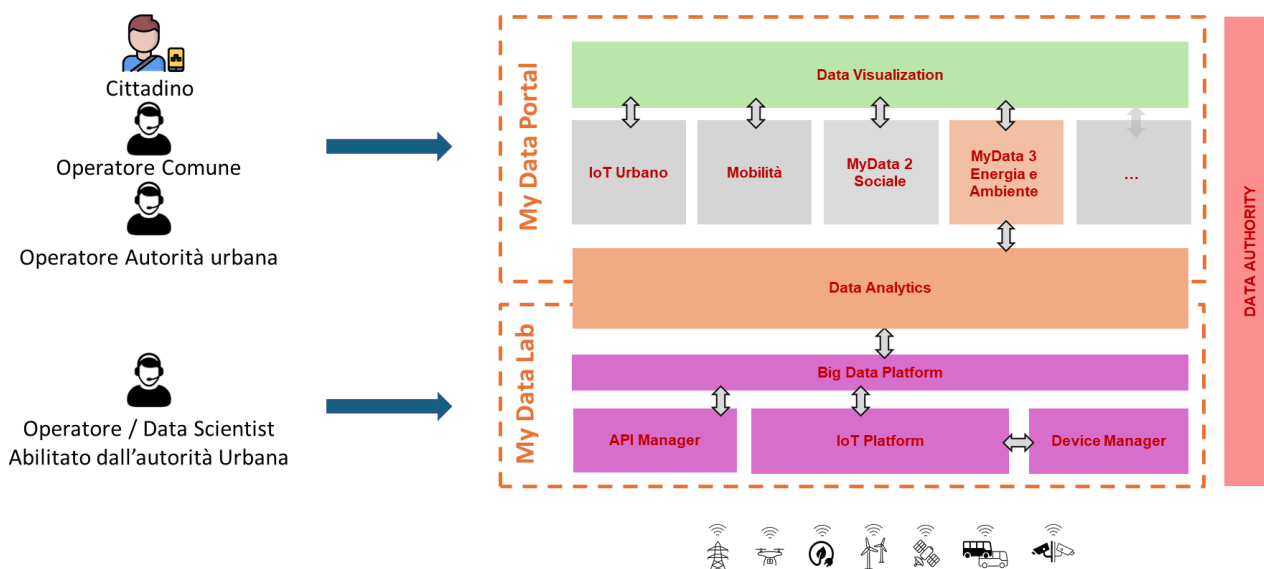 Cittadino
Operatore Comune
Operatore Autorità urbana
Operatore / Data Scientist
Abilitato dall'autorità Urbana
My Data Portal
Data Visualization
IoT Urbano
Mobilità
MyData 2
Sociale
MyData 3
Energia e
Ambiente
...
Data Analytics
My Data Lab
Big Data Platform
API Manager
IoT Platform
Device Manager
DATA AUTHORITY